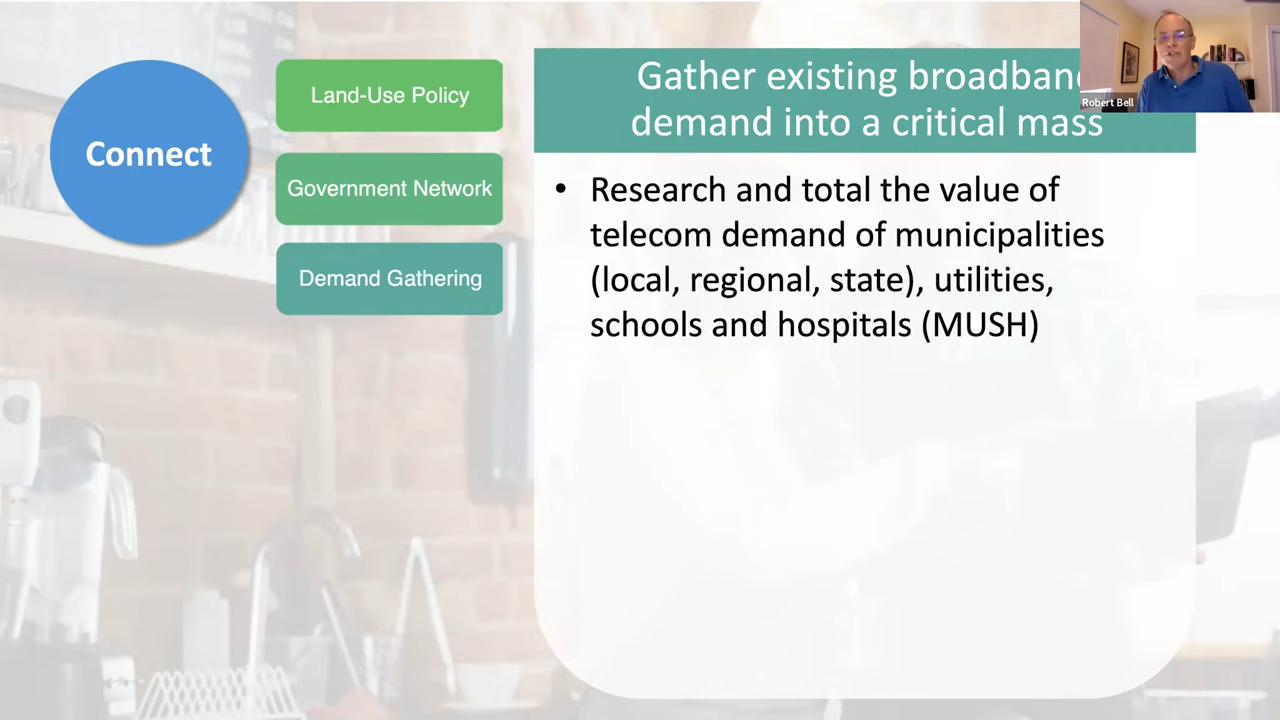 Connect
Land-Use Policy
Government Network
Demand Gathering
Gather existing broadband
demand into a critical mass
• Research and total the value of
telecom demand of municipalities
(local, regional, state), utilities,
schools and hospitals (MUSH)
Robert Bell